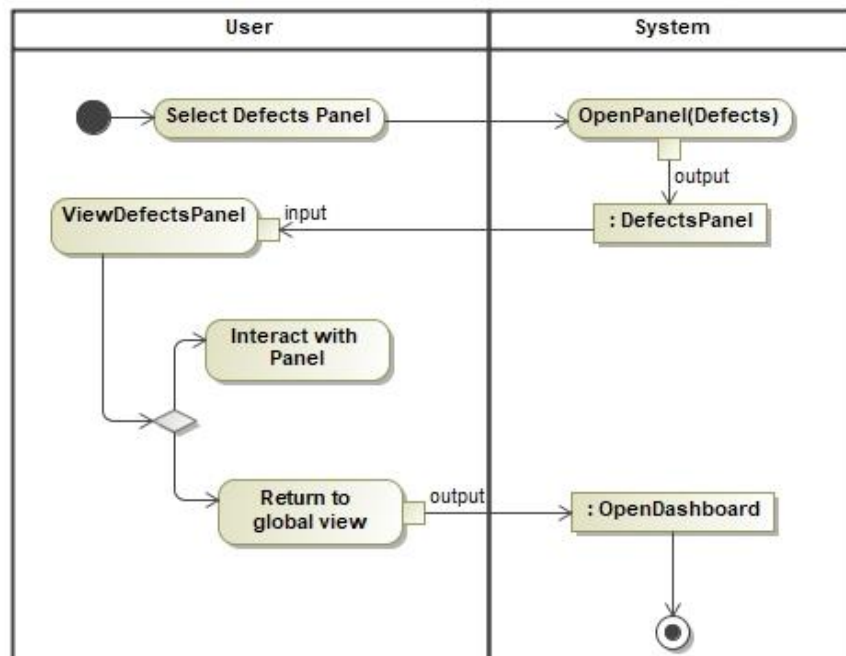 User
System
Select Defects Panel
OpenPanel(Defects)
output
ViewDefectsPanel
input
: DefectsPanel
Interact with
Panel
Return to
global view
output
: OpenDashboard